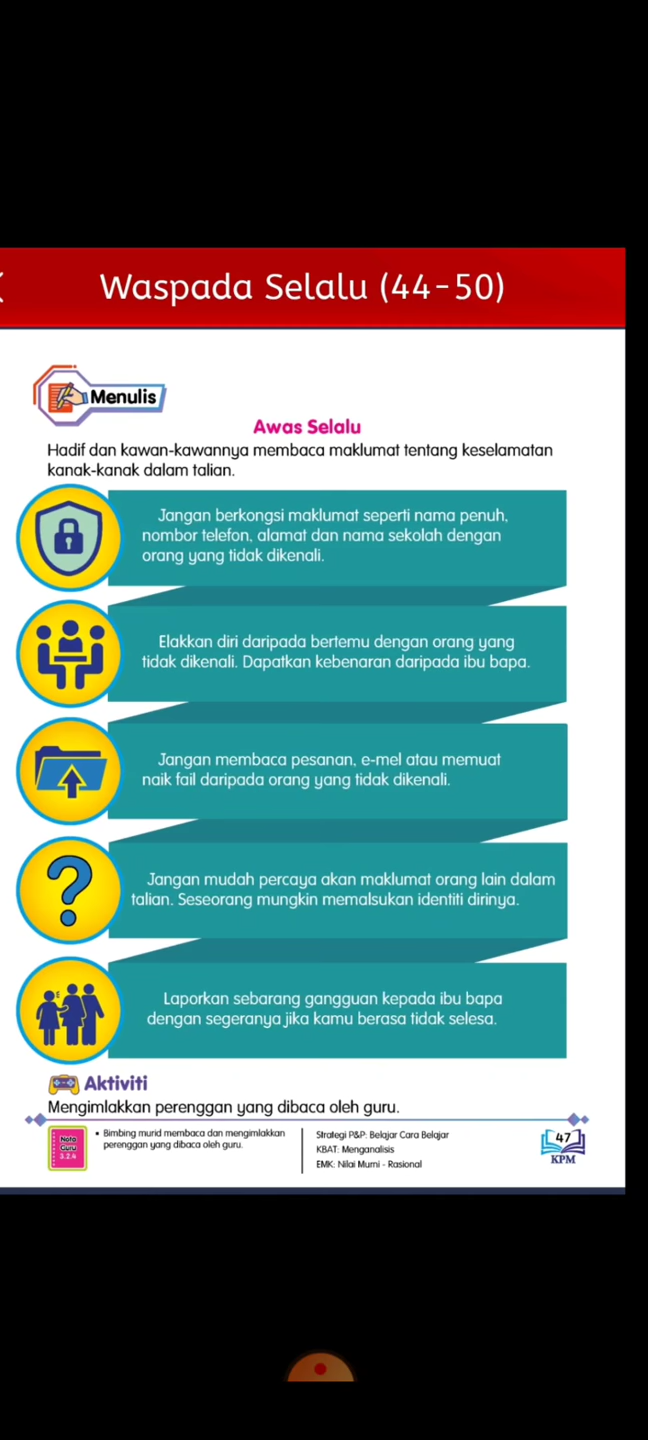 Waspada Selalu (44-50)
Menulis
Awas Selalu
Hadif dan kawan-kawannya membaca maklumat tentang keselamatan
kanak-kanak dalam talian.
Jangan berkongsi maklumat seperti nama penuh,
nombor telefon, alamat dan nama sekolah dengan
orang yang tidak dikenali.
Elakkan diri daripada bertemu dengan orang yang
tidak dikenali. Dapatkan kebenaran daripada ibu bapa.
Jangan membaca pesanan, e-mel atau memuat
naik fail daripada orang yang tidak dikenali.
Jangan mudah percaya akan maklumat orang lain dalam
talian. Seseorang mungkin memalsukan identiti dirinya.
Laporkan sebarang gangguan kepada ibu bapa
dengan segeranya jika kamu berasa tidak selesa.
Aktiviti
Mengimlakkan perenggan yang dibaca oleh guru.
Nota
Guru
3.2.4
• Bimbing murid membaca dan mengimlakkan
perenggan yang dibaca oleh guru.
Strategi P&P: Belajar Cara Belajar
KBAT: Menganalisis
EMK: Nilai Murni - Rasional
47
KPM